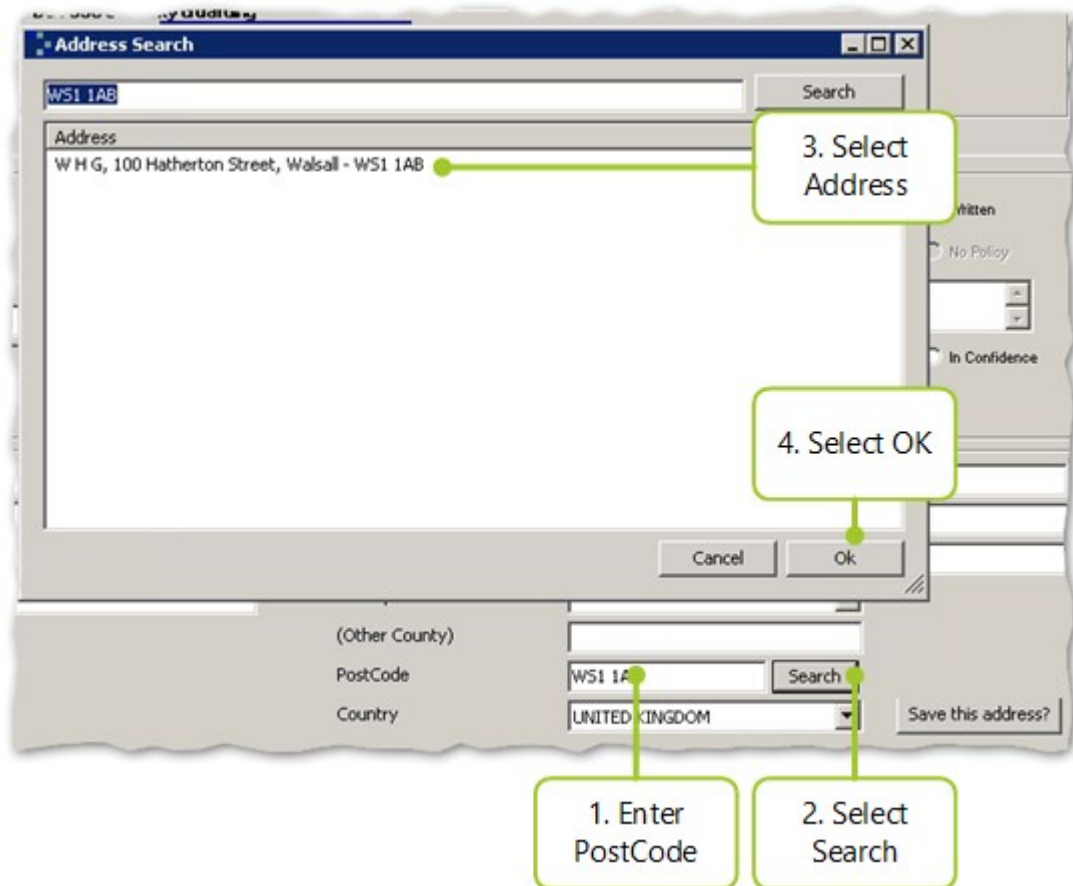 Address Search
WS1 1AB
Search
Address
W H G, 100 Hatherton Street, Walsall - WS1 1AB
3. Select
Address
No Policy
In Confidence
4. Select OK
Cancel
Ok
(Other County)
PostCode
WS1 1A
Search
Country
UNITED KINGDOM
Save this address?
1. Enter
PostCode
2. Select
Search